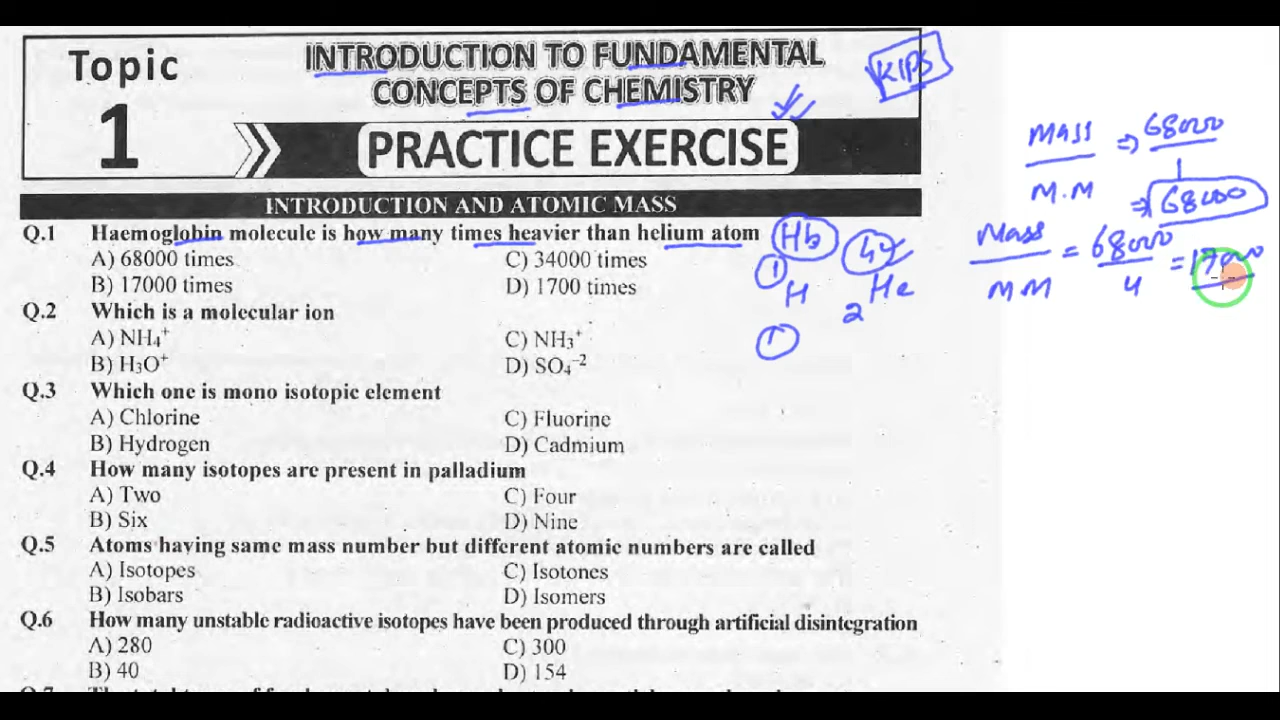 Topic
1
INTRODUCTION TO FUNDAMENTAL
CONCEPTS OF CHEMISTRY
KIPS
PRACTICE EXERCISE
INTRODUCTION AND ATOMIC MASS
Q.1 Haemoglobin molecule is how many times heavier than helium atom
A) 68000 times C) 34000 times
B) 17000 times D) 1700 times
Q.2 Which is a molecular ion
A) NH₄⁺ C) NH₃⁺
B) H₃O⁺ D) SO₄⁻²
Q.3 Which one is mono isotopic element
A) Chlorine C) Fluorine
B) Hydrogen D) Cadmium
Q.4 How many isotopes are present in palladium
A) Two C) Four
B) Six D) Nine
Q.5 Atoms having same mass number but different atomic numbers are called
A) Isotopes C) Isotones
B) Isobars D) Isomers
Q.6 How many unstable radioactive isotopes have been produced through artificial disintegration
A) 280 C) 300
B) 40 D) 154
Hb
1
H
1
4
He
2
MASS ⇒ 68000
M.M 1
⇒ 68000
Mass = 68000 = 17000
MM 4